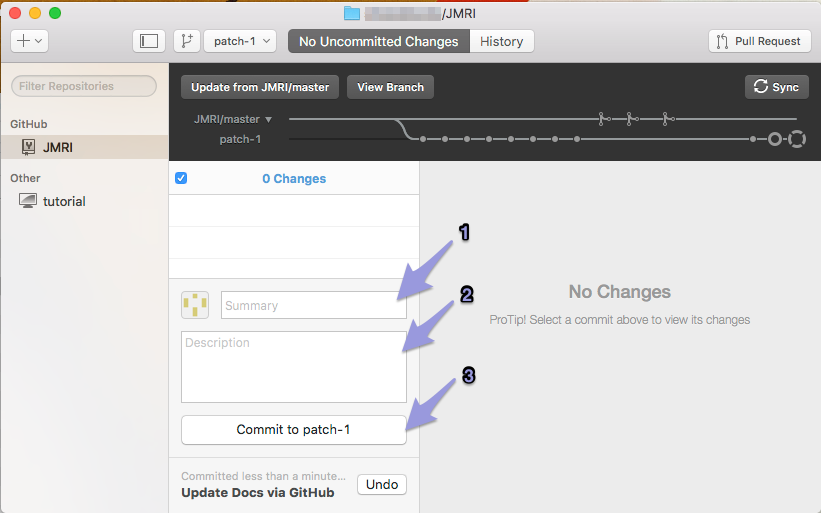 /JMRI
patch-1
No Uncommitted Changes
History
Pull Request
Filter Repositories
GitHub
JMRI
Other
tutorial
Update from JMRI/master
View Branch
Sync
JMRI/master
patch-1
0 Changes
1
Summary
2
Description
3
Commit to patch-1
Committed less than a minute...
Update Docs via GitHub
Undo
No Changes
ProTip! Select a commit above to view its changes